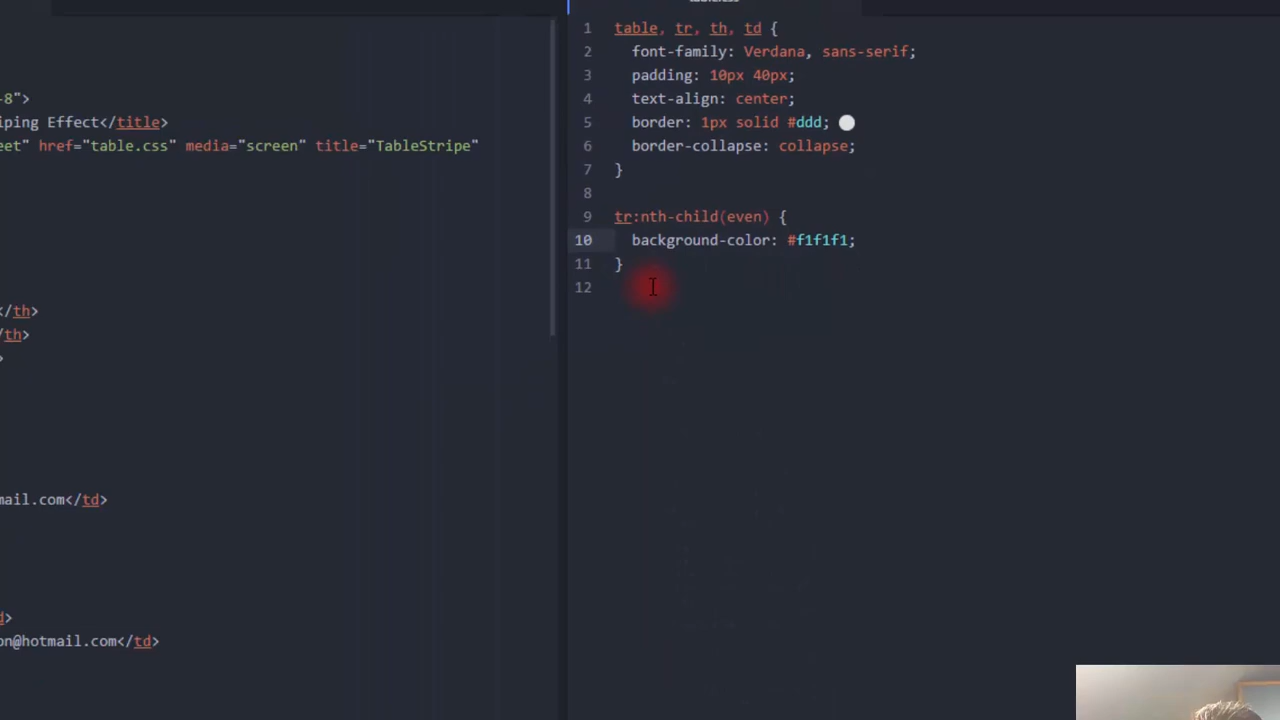 -8">
iping Effect</title>
eet" href="table.css" media="screen" title="TableStripe"
</th>
/th>
>
mail.com</td>
d>
on@hotmail.com</td>
1 table, tr, th, td {
2 font-family: Verdana, sans-serif;
3 padding: 10px 40px;
4 text-align: center;
5 border: 1px solid #ddd;
6 border-collapse: collapse;
7 }
8
9 tr:nth-child(even) {
10 background-color: #f1f1f1;
11 }
12